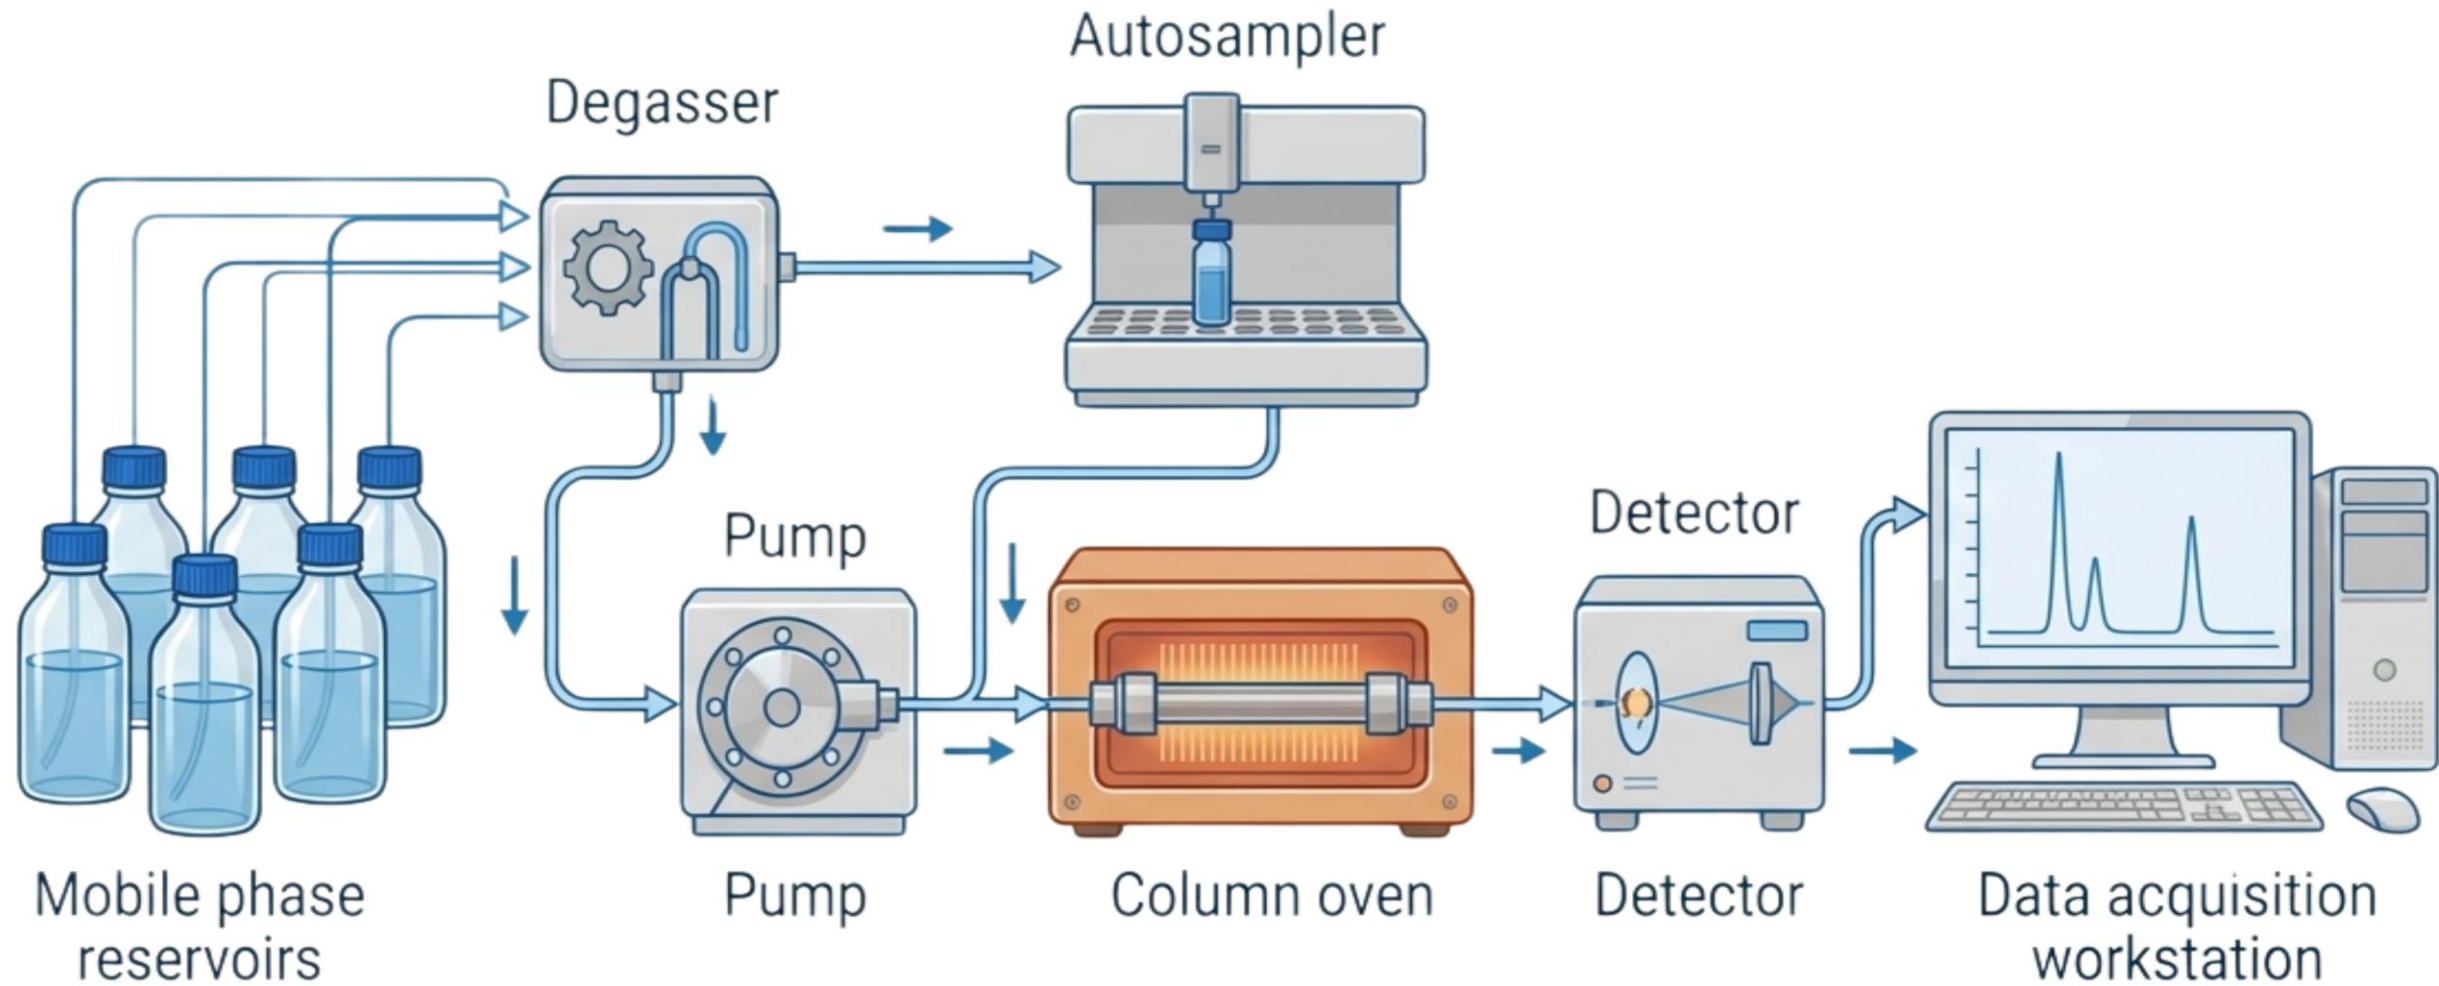 Autosampler
Degasser
Pump
Detector
Mobile phase
reservoirs
Pump
Column oven
Detector
Data acquisition
workstation